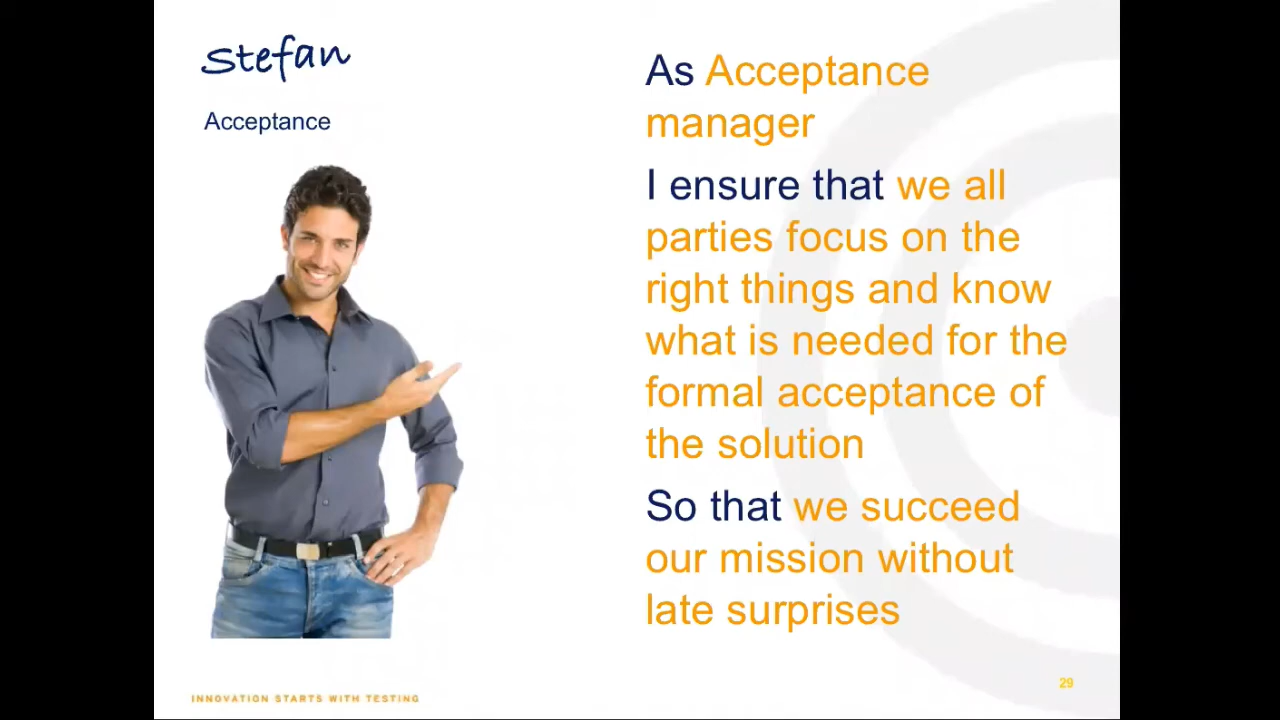 Stefan
Acceptance
As Acceptance
manager
I ensure that we all
parties focus on the
right things and know
what is needed for the
formal acceptance of
the solution
So that we succeed
our mission without
late surprises
INNOVATION STARTS WITH TESTING
29